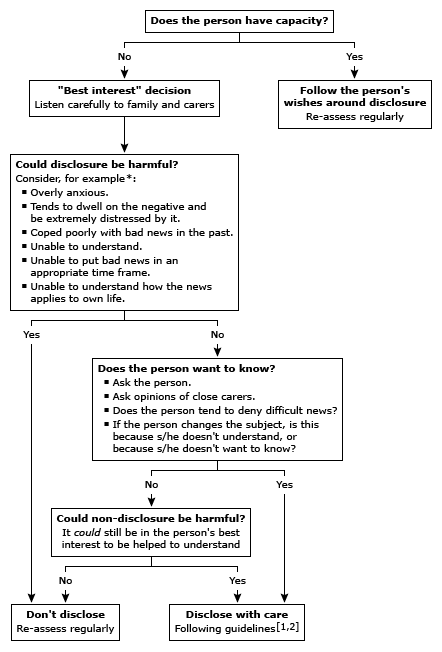 Does the person have capacity?
No
Yes
"Best interest" decision
Listen carefully to family and carers
Follow the person's
wishes around disclosure
Re-assess regularly
Could disclosure be harmful?
Consider, for example*:
▪ Overly anxious.
▪ Tends to dwell on the negative and
be extremely distressed by it.
▪ Coped poorly with bad news in the past.
▪ Unable to understand.
▪ Unable to put bad news in an
appropriate time frame.
▪ Unable to understand how the news
applies to own life.
Yes
No
Does the person want to know?
▪ Ask the person.
▪ Ask opinions of close carers.
▪ Does the person tend to deny difficult news?
▪ If the person changes the subject, is this
because s/he doesn't understand, or
because s/he doesn't want to know?
No
Yes
Could non-disclosure be harmful?
It could still be in the person's best
interest to be helped to understand
No
Yes
Don't disclose
Re-assess regularly
Disclose with care
Following guidelines[1,2]